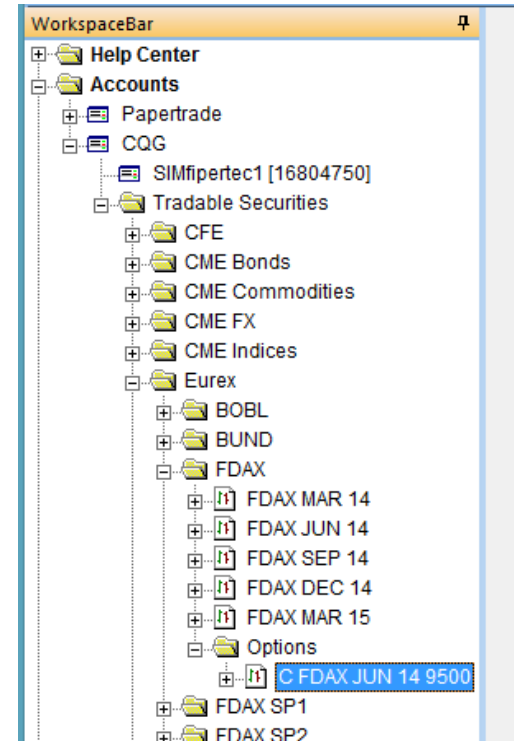 WorkspaceBar
Help Center
Accounts
Papertrade
CQG
SIMfipertec1 [16804750]
Tradable Securities
CFE
CME Bonds
CME Commodities
CME FX
CME Indices
Eurex
BOBL
BUND
FDAX
FDAX MAR 14
FDAX JUN 14
FDAX SEP 14
FDAX DEC 14
FDAX MAR 15
Options
C FDAX JUN 14 9500
FDAX SP1
FDAX SP2